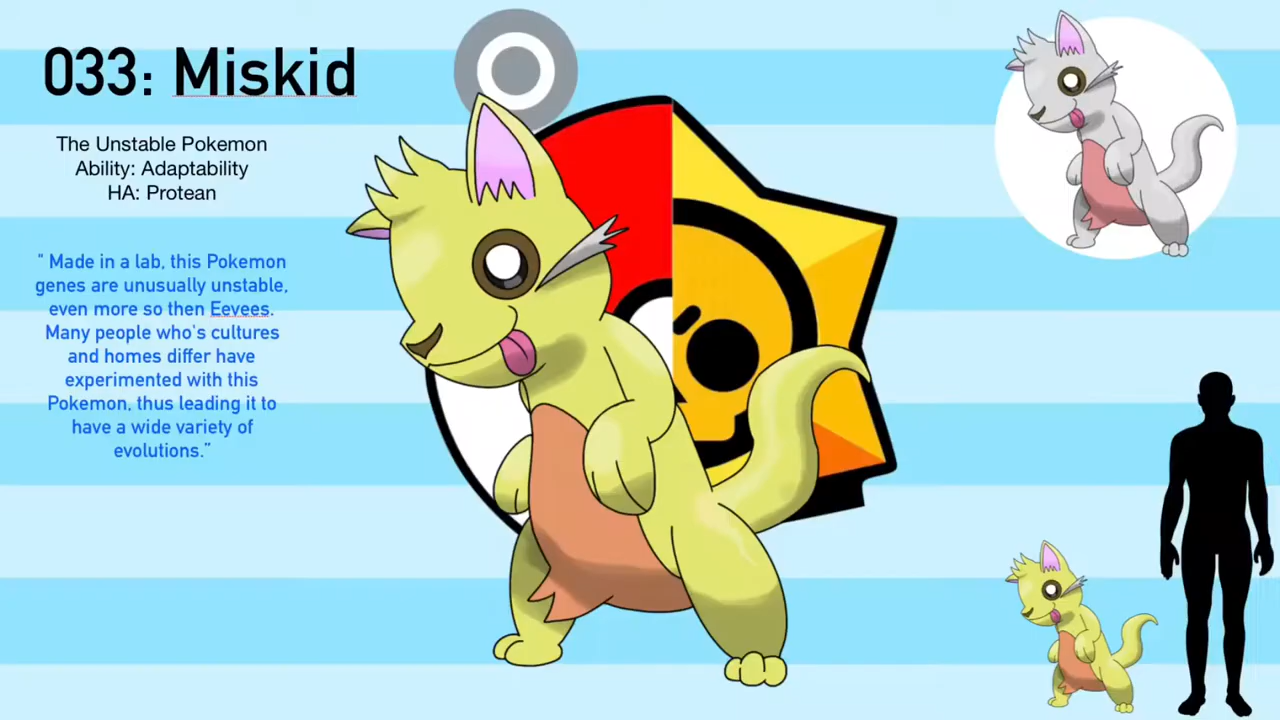 033: Miskid
The Unstable Pokemon
Ability: Adaptability
HA: Protean
" Made in a lab, this Pokemon
genes are unusually unstable,
even more so then Eevees.
Many people who's cultures
and homes differ have
experimented with this
Pokemon, thus leading it to
have a wide variety of
evolutions."